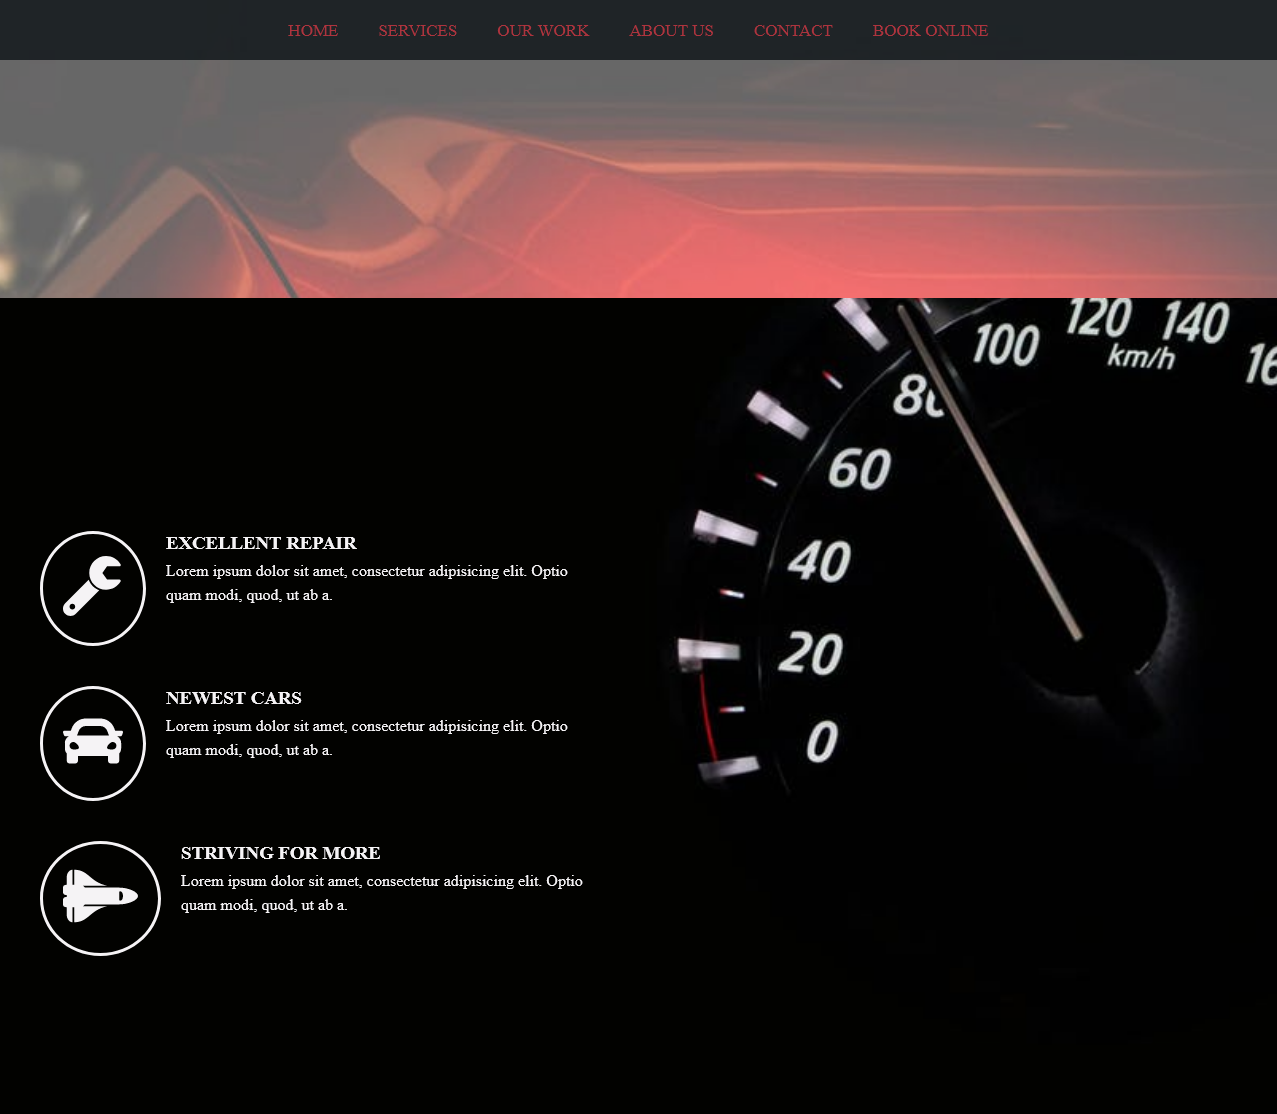 HOME SERVICES OUR WORK ABOUT US CONTACT BOOK ONLINE
120 140
100 km/h 16
80
60
40
20
0
EXCELLENT REPAIR
Lorem ipsum dolor sit amet, consectetur adipisicing elit. Optio
quam modi, quod, ut ab a.
NEWEST CARS
Lorem ipsum dolor sit amet, consectetur adipisicing elit. Optio
quam modi, quod, ut ab a.
STRIVING FOR MORE
Lorem ipsum dolor sit amet, consectetur adipisicing elit. Optio
quam modi, quod, ut ab a.